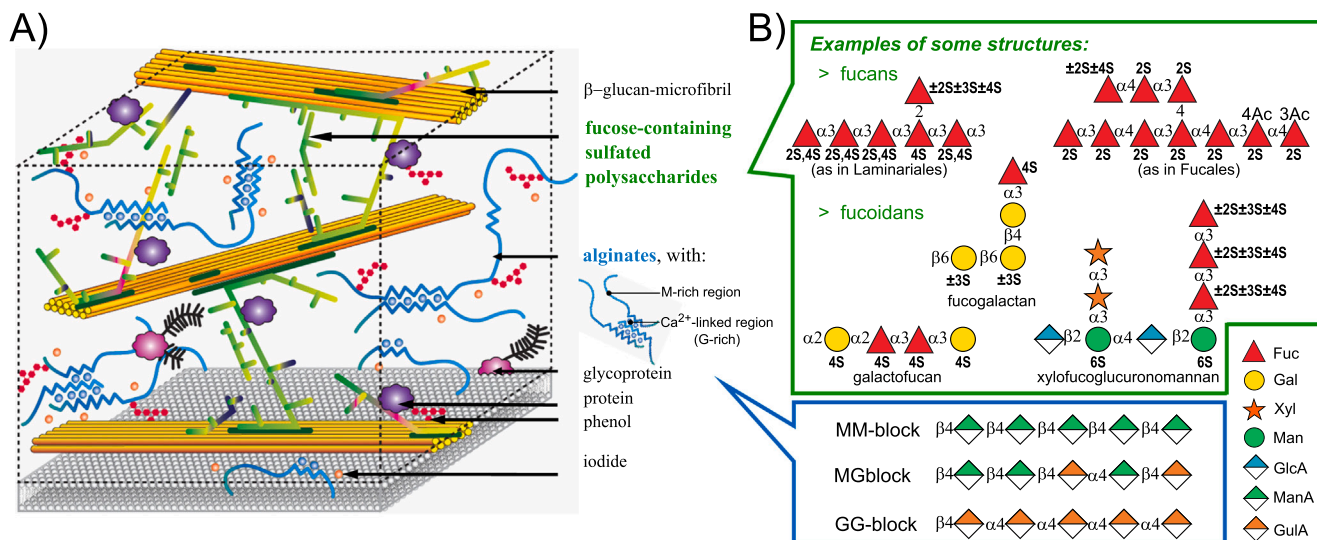 A)
β–glucan-microfibril
fucose-containing
sulfated
polysaccharides
alginates, with:
M-rich region
Ca2+-linked region
(G-rich)
glycoprotein
protein
phenol
iodide
B)
Examples of some structures:
> fucans
±2S±3S±4S
2
α3 α3 α3 α3 α3
2S,4S 2S,4S 2S,4S 4S 2S,4S
(as in Laminariales)
±2S±4S 2S 2S
α4 α3
4
4Ac 3Ac
α3 α4 α3 α4 α3 α4
2S 2S 2S 2S 2S 2S
(as in Fucales)
> fucoidans
4S
α3
β4
β6 β6
±3S ±3S
fucogalactan
α2 α2 α3 α3
4S 4S 4S 4S
galactofucan
±2S±3S±4S
α3
±2S±3S±4S
α3
±2S±3S±4S
α3
α3
α3
β2 α4 β2
6S 6S
xylofucoglucuronomannan
MM-block
β4 β4 β4 β4 β4
MGblock
β4 β4 β4 α4 β4
GG-block
β4 α4 α4 α4 α4
Fuc
Gal
Xyl
Man
GlcA
ManA
GulA